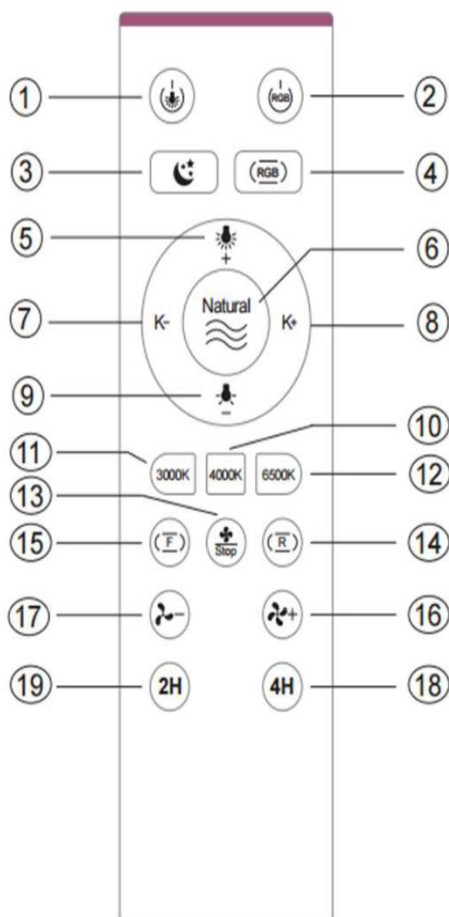 ① ②
RGB
③ ④
RGB
⑤
+
⑥
Natural
⑦ K- K+ ⑧
⑨
-
⑩
⑪
3000K 4000K 6500K
⑫
⑬
⑮ F Stop R ⑭
⑰ - + ⑯
⑲ 2H 4H ⑱